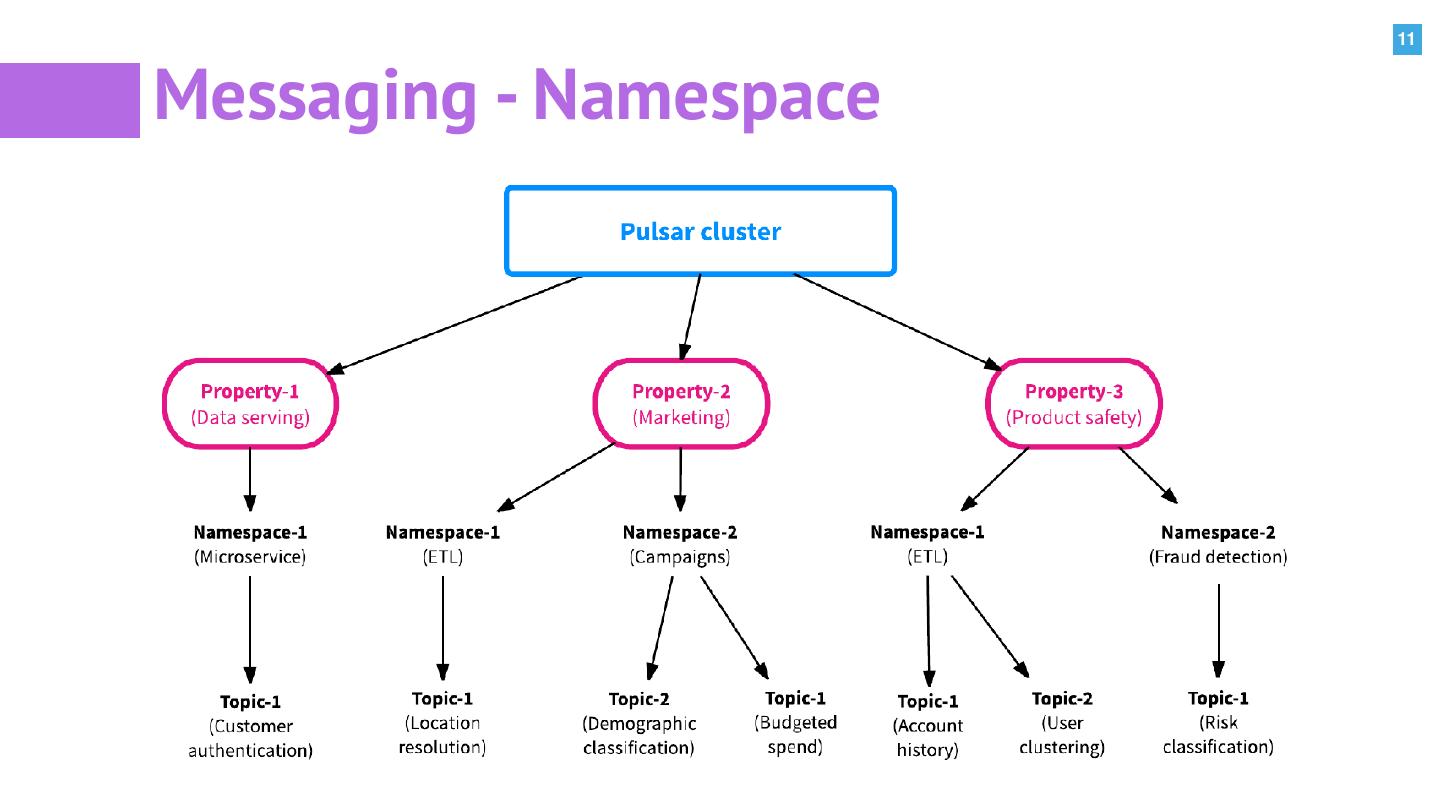 11
Messaging - Namespace
Pulsar cluster
Property-1
(Data serving)
Property-2
(Marketing)
Property-3
(Product safety)
Namespace-1
(Microservice)
Namespace-1
(ETL)
Namespace-2
(Campaigns)
Namespace-1
(ETL)
Namespace-2
(Fraud detection)
Topic-1
(Customer
authentication)
Topic-1
(Location
resolution)
Topic-2
(Demographic
classification)
Topic-1
(Budgeted
spend)
Topic-1
(Account
history)
Topic-2
(User
clustering)
Topic-1
(Risk
classification)